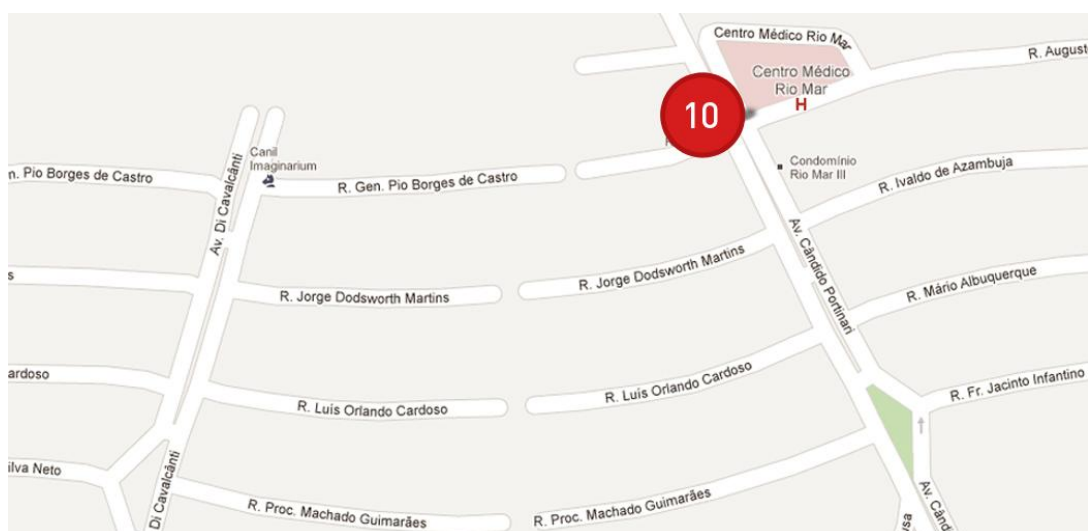 Centro Médico Rio Mar
R. August
Centro Médico
Rio Mar
H
10
Canil
Imaginarium
Condomínio
Rio Mar III
n. Pio Borges de Castro
R. Gen. Pio Borges de Castro
R. Ivaldo de Azambuja
Av. Di Cavalcânti
Av. Cândido Portinari
R. Jorge Dodsworth Martins
R. Jorge Dodsworth Martins
s
R. Mário Albuquerque
ardoso
R. Luís Orlando Cardoso
R. Luís Orlando Cardoso
R. Fr. Jacinto Infantino
ilva Neto
Di Cavalcânti
R. Proc. Machado Guimarães
R. Proc. Machado Guimarães
usa
Av. Când